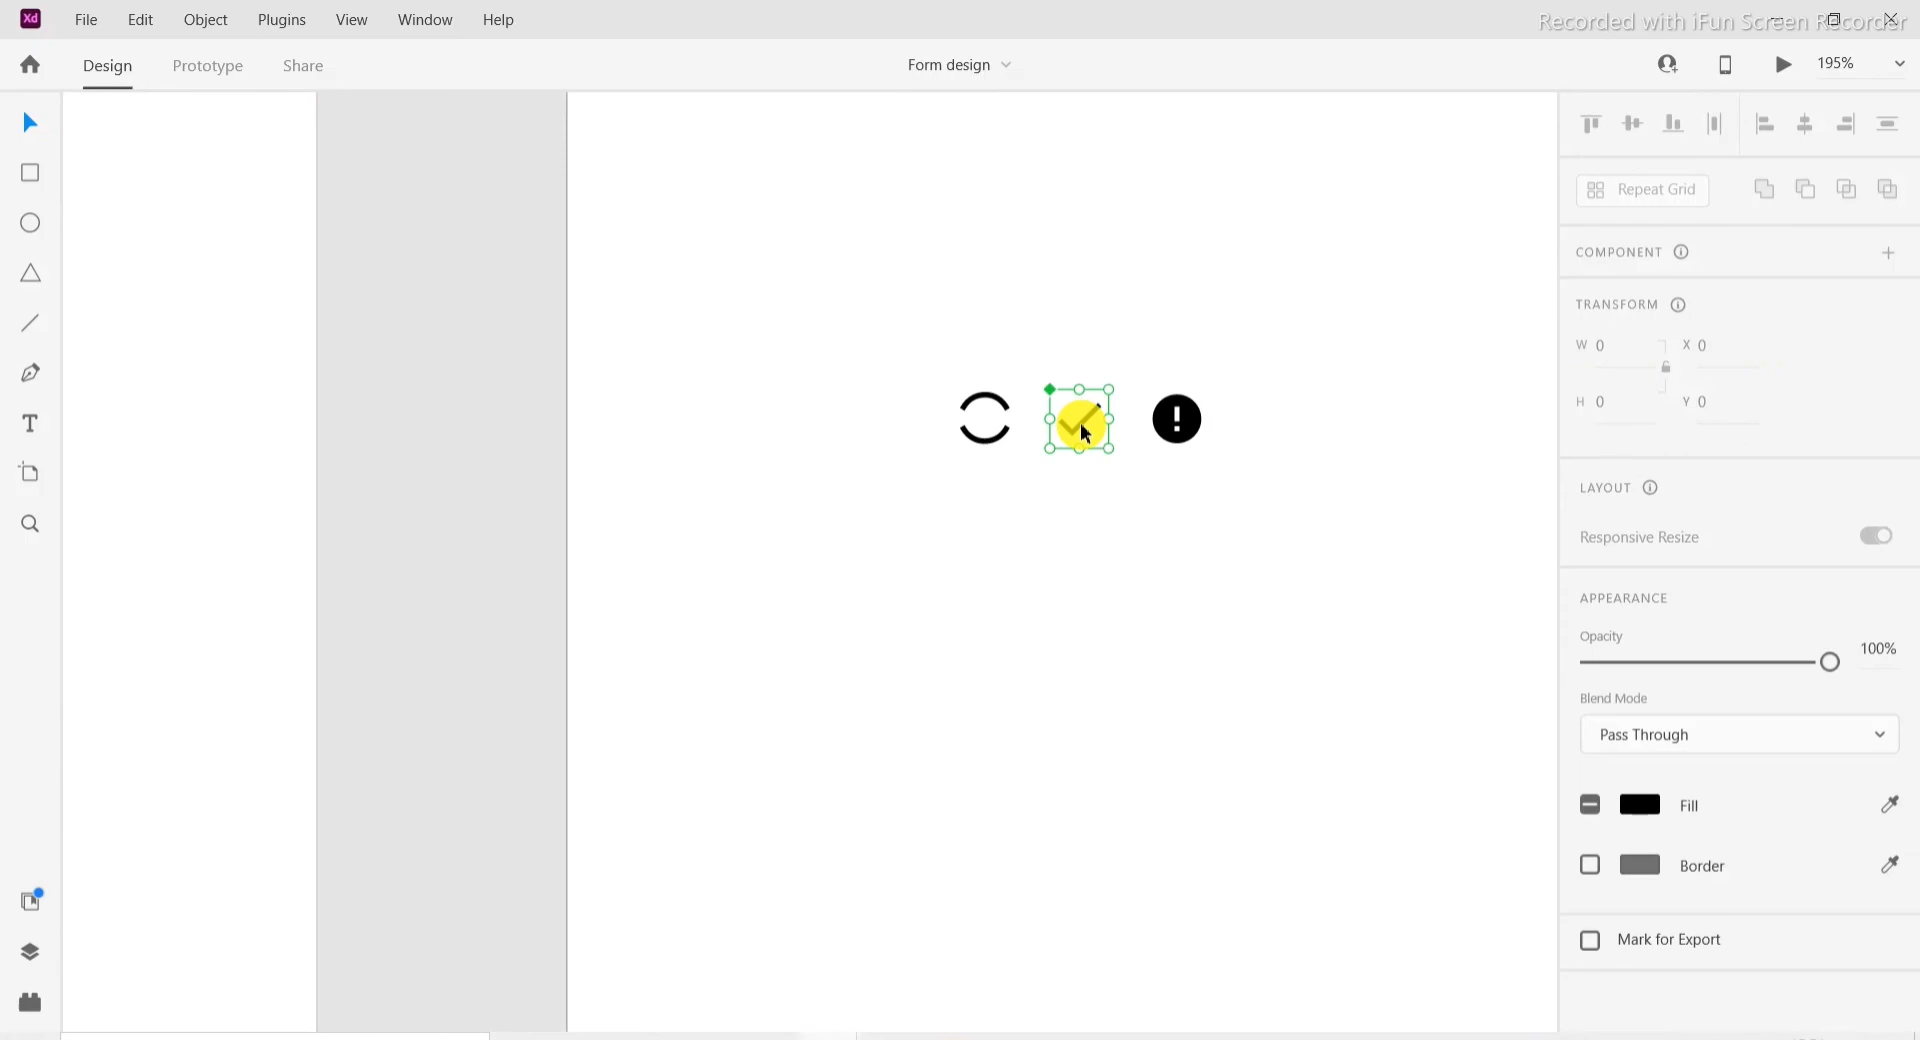 Xd File Edit Object Plugins View Window Help
Recorded with iFun Screen Recorder
Design Prototype Share
Form design
195%
Repeat Grid
COMPONENT
TRANSFORM
W 0 X 0
H 0 Y 0
LAYOUT
Responsive Resize
APPEARANCE
Opacity
100%
Blend Mode
Pass Through
Fill
Border
Mark for Export